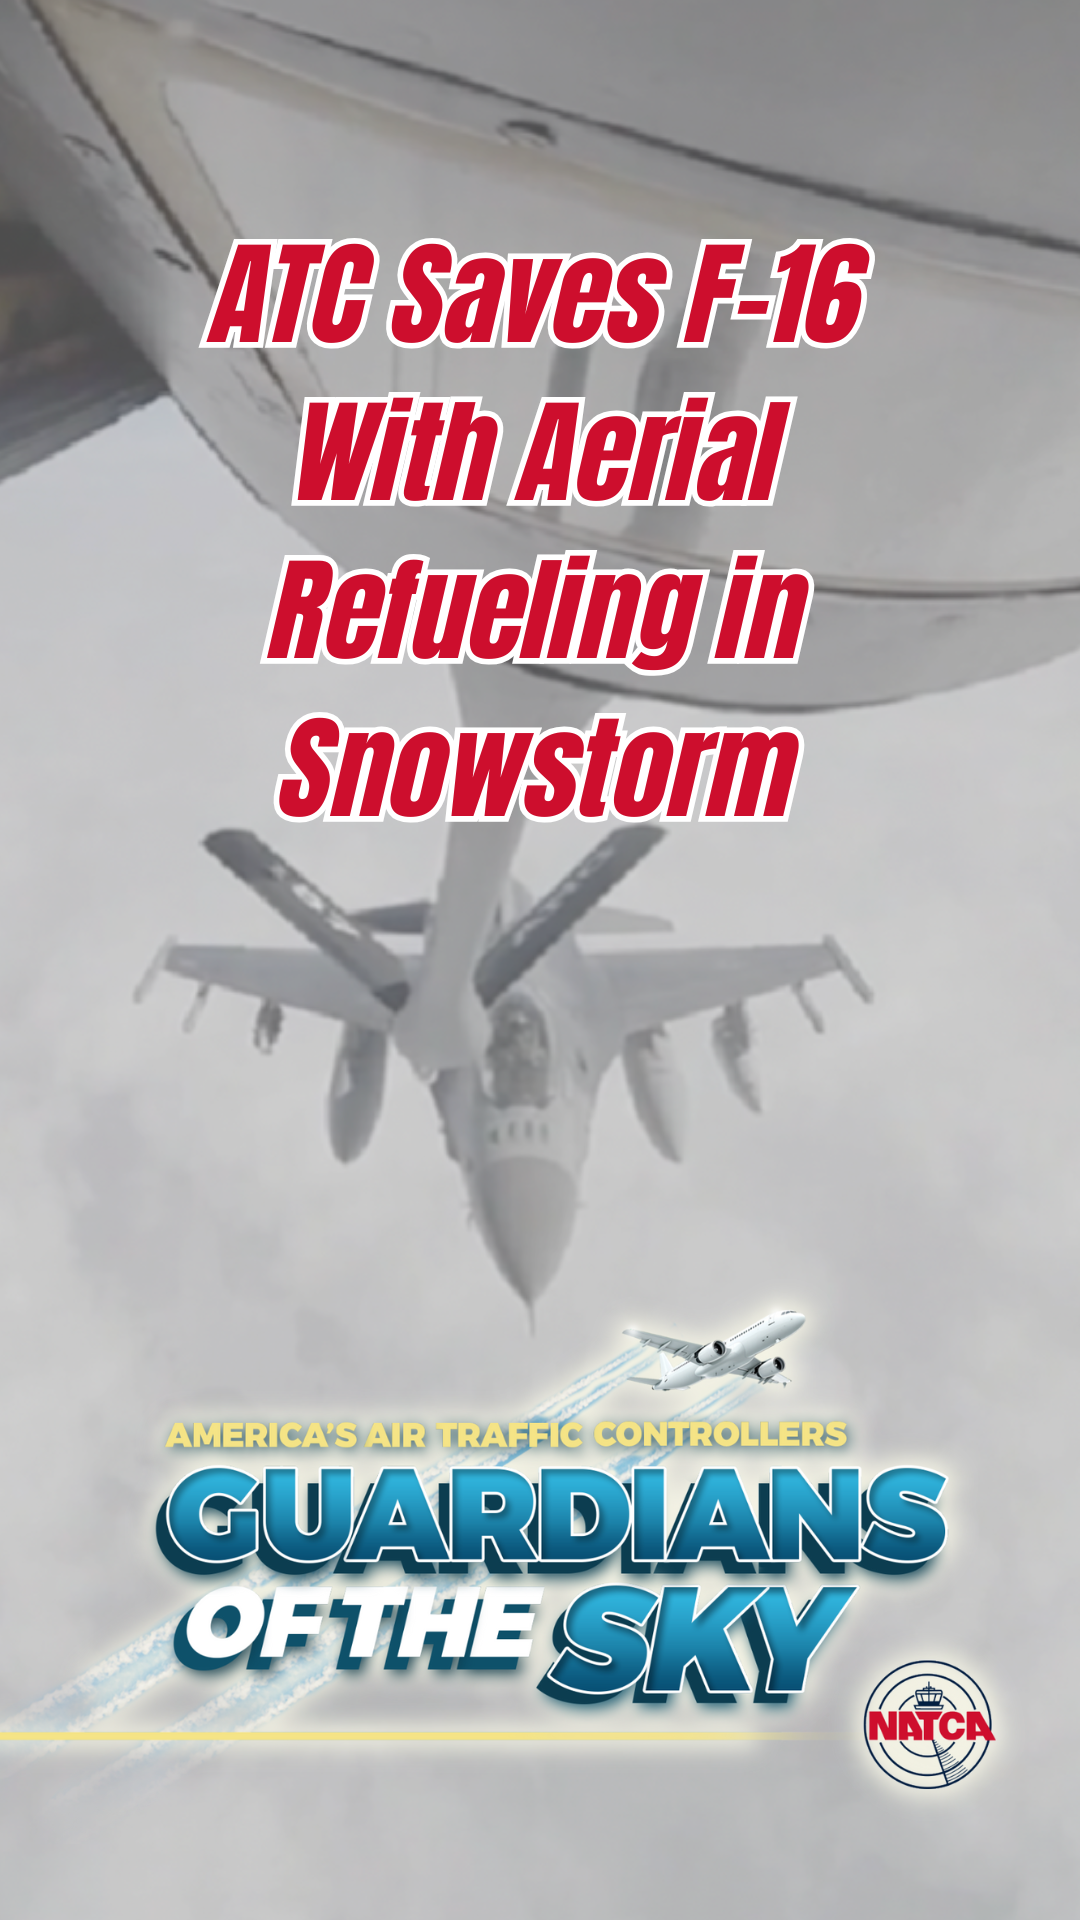 ATC Saves F-16
With Aerial
Refueling in
Snowstorm
AMERICA'S AIR TRAFFIC CONTROLLERS
GUARDIANS
OF THE SKY
NATCA